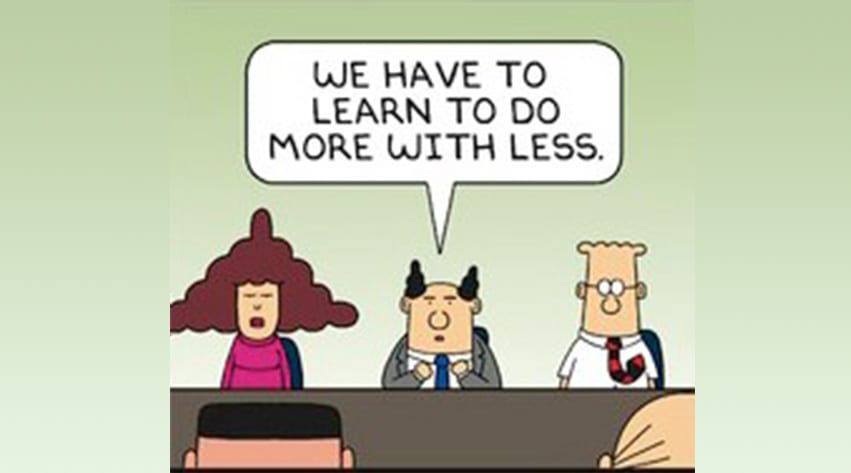 WE HAVE TO
LEARN TO DO
MORE WITH LESS.